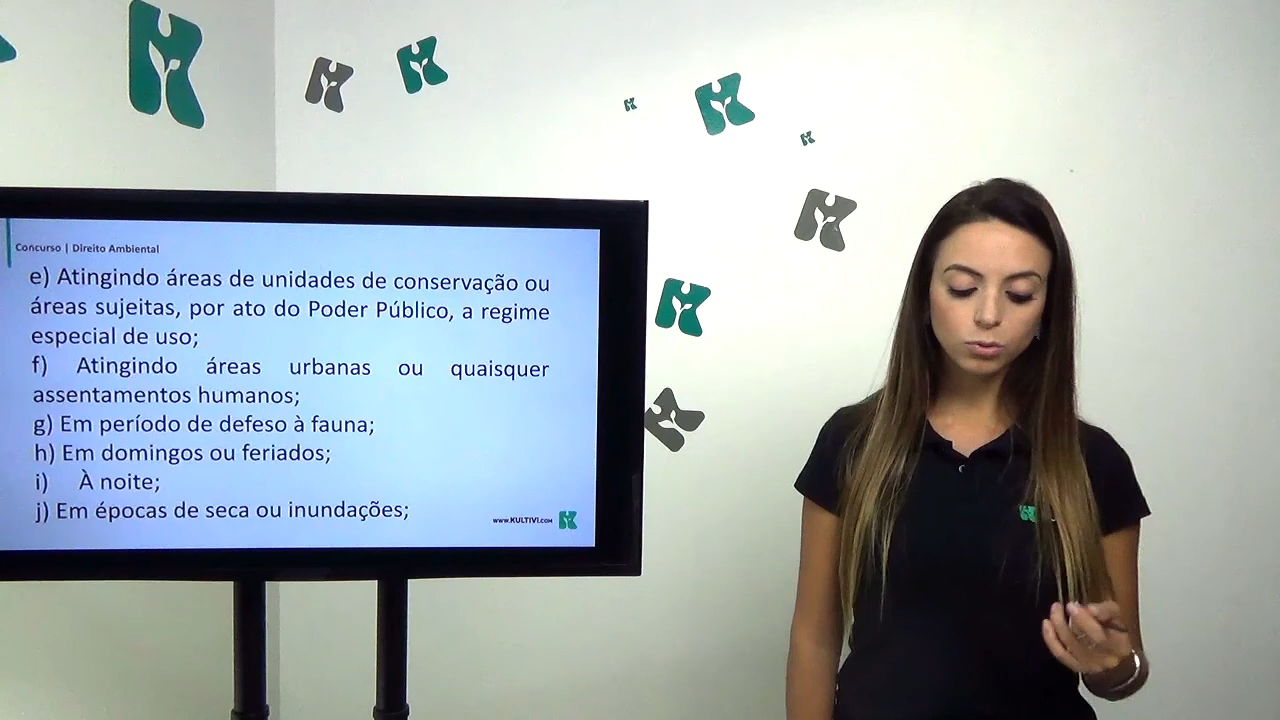 Concurso | Direito Ambiental
e) Atingindo áreas de unidades de conservação ou
áreas sujeitas, por ato do Poder Público, a regime
especial de uso;
f) Atingindo áreas urbanas ou quaisquer
assentamentos humanos;
g) Em período de defeso à fauna;
h) Em domingos ou feriados;
i) À noite;
j) Em épocas de seca ou inundações;
www.KULTIVI.com